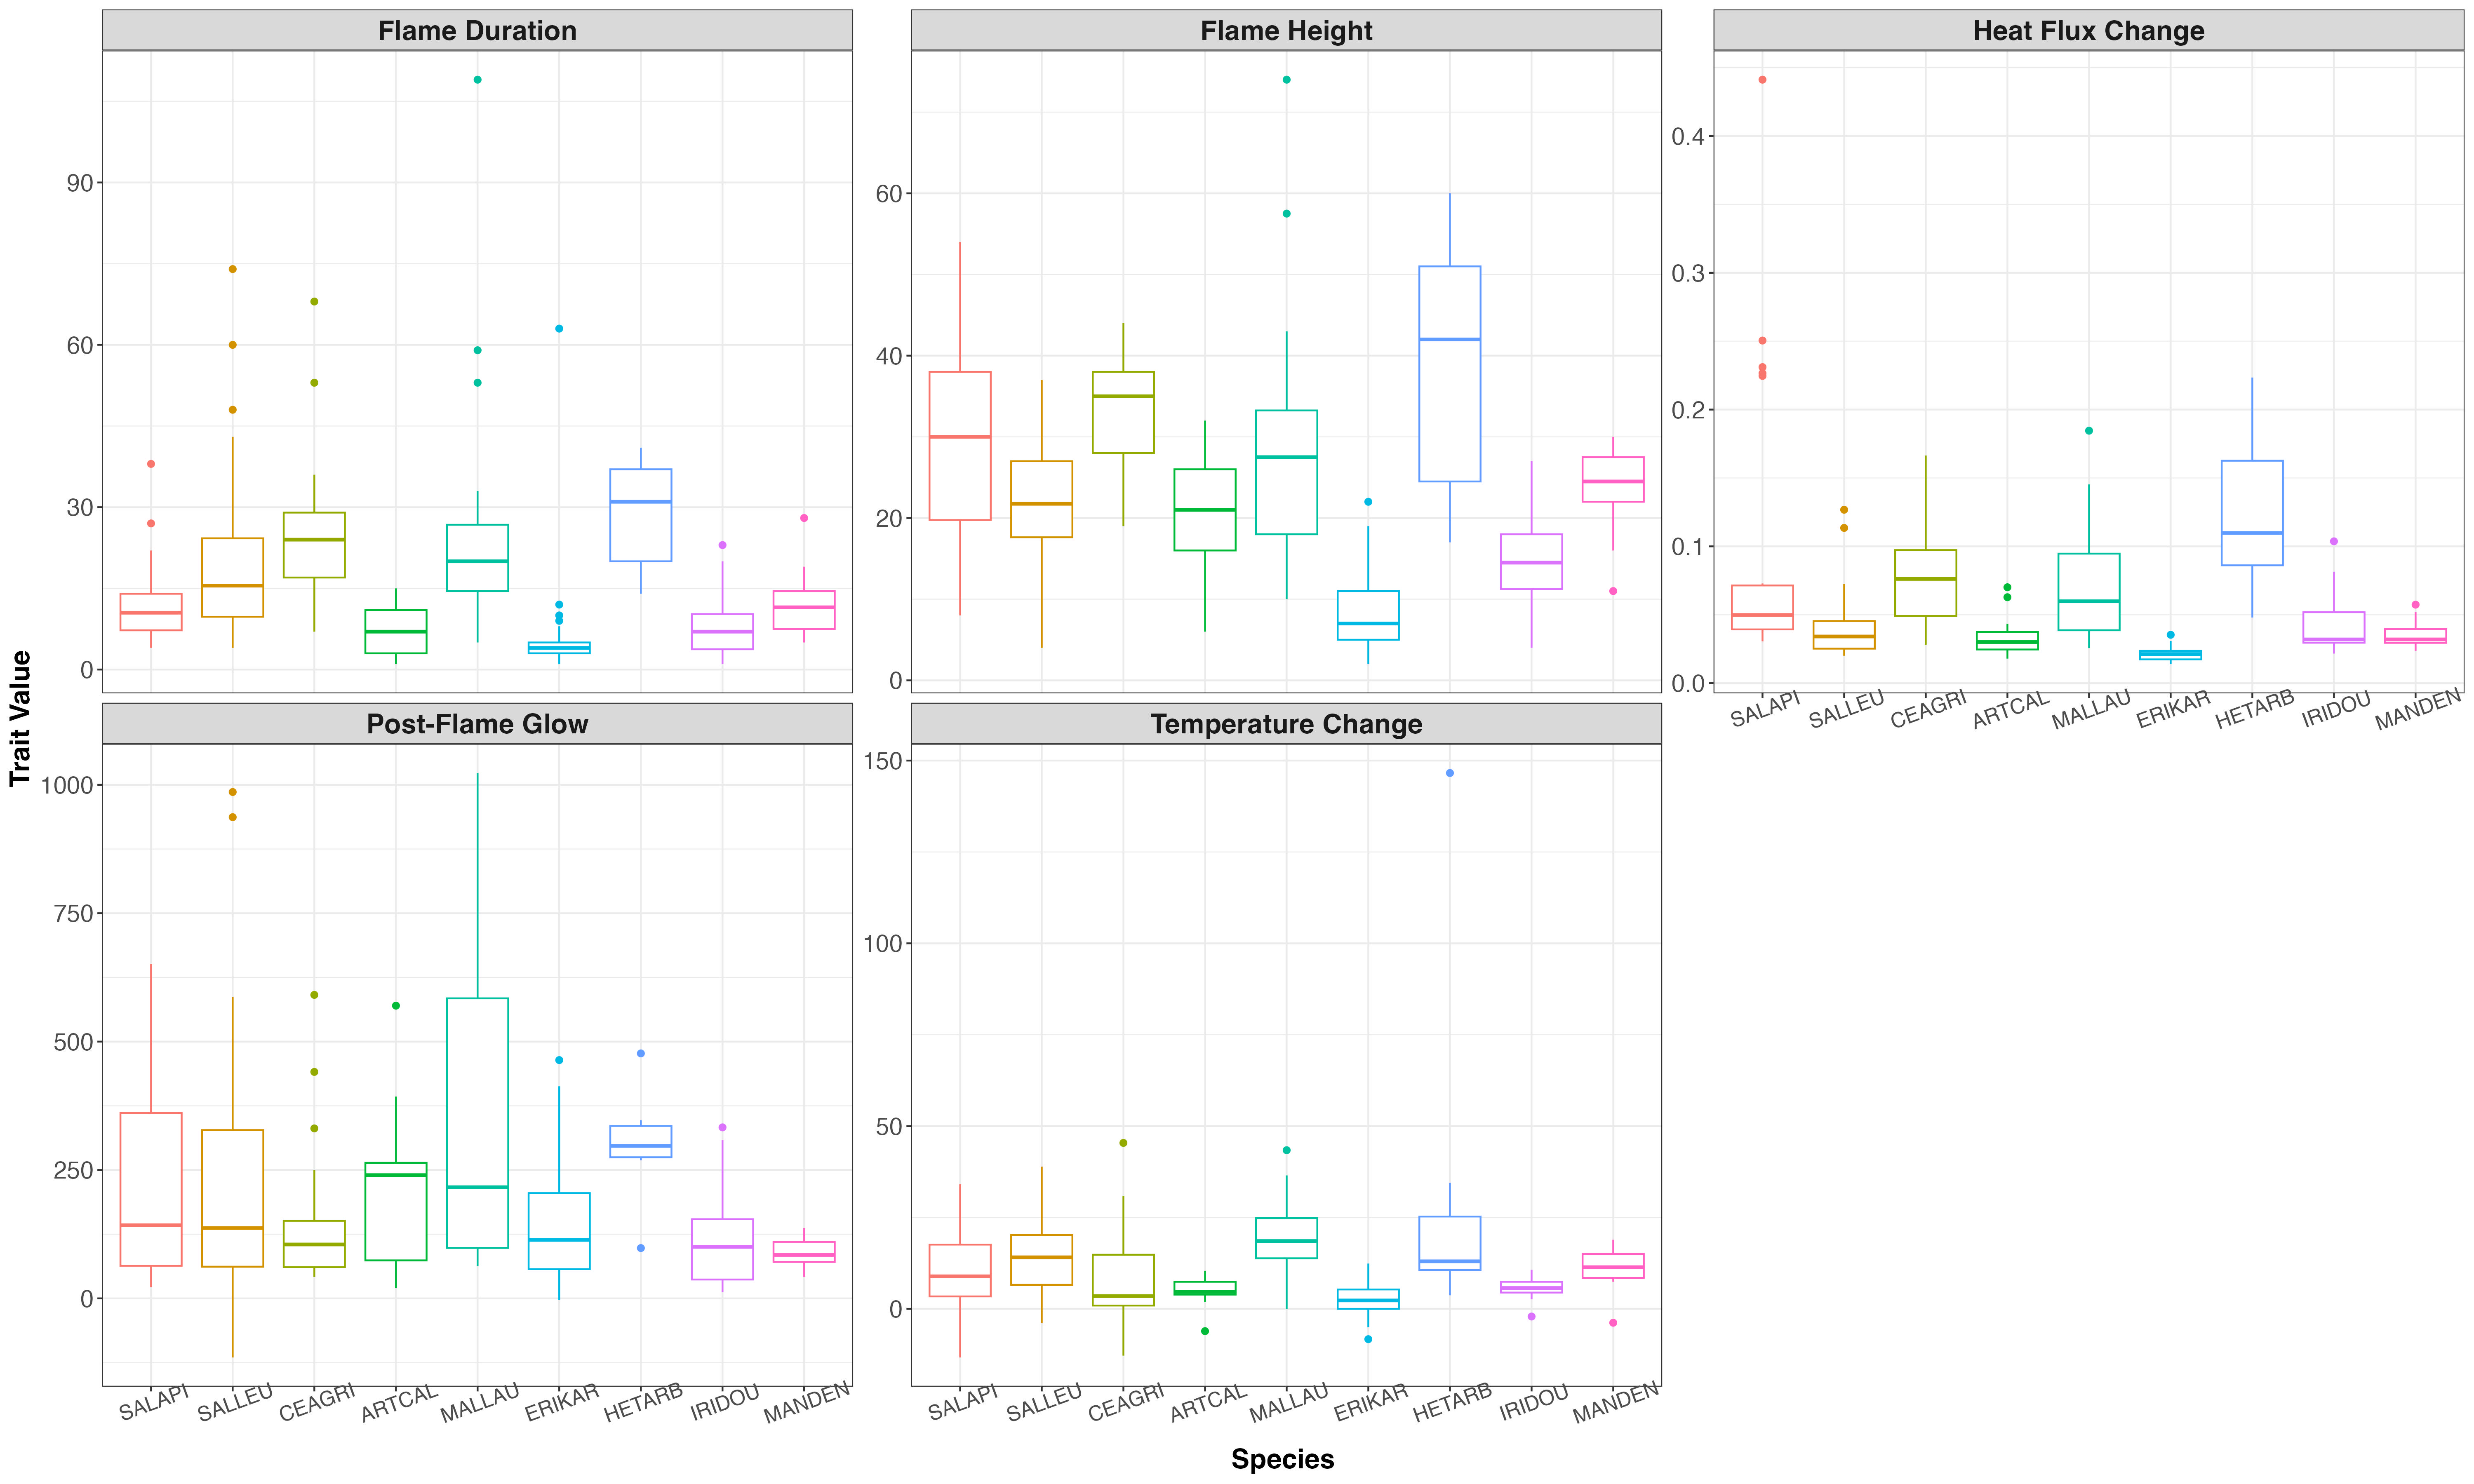 Flame Duration
Flame Height
Heat Flux Change
90
60
30
0
60
40
20
0
0.4
0.3
0.2
0.1
0.0
SALAPI SALLEU CEAGRI ARTCAL MALLAU ERIKAR HETARB IRIDOU MANDEN
Trait Value
Post-Flame Glow
Temperature Change
1000
750
500
250
0
150
100
50
0
SALAPI SALLEU CEAGRI ARTCAL MALLAU ERIKAR HETARB IRIDOU MANDEN
SALAPI SALLEU CEAGRI ARTCAL MALLAU ERIKAR HETARB IRIDOU MANDEN
Species